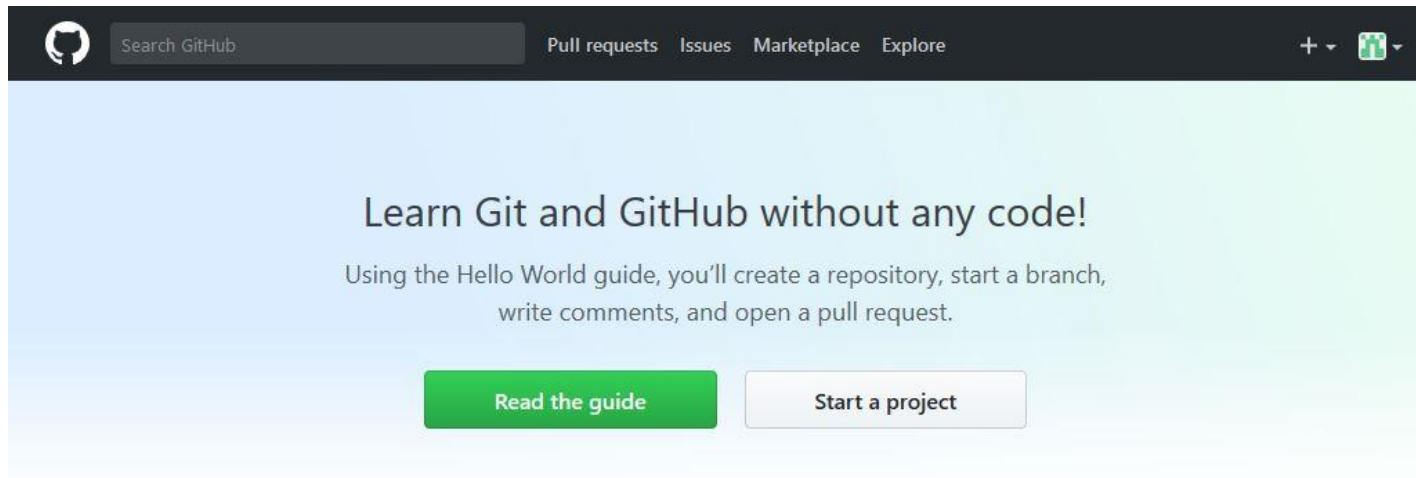 Search GitHub Pull requests Issues Marketplace Explore
Learn Git and GitHub without any code!
Using the Hello World guide, you’ll create a repository, start a branch,
write comments, and open a pull request.
Read the guide Start a project